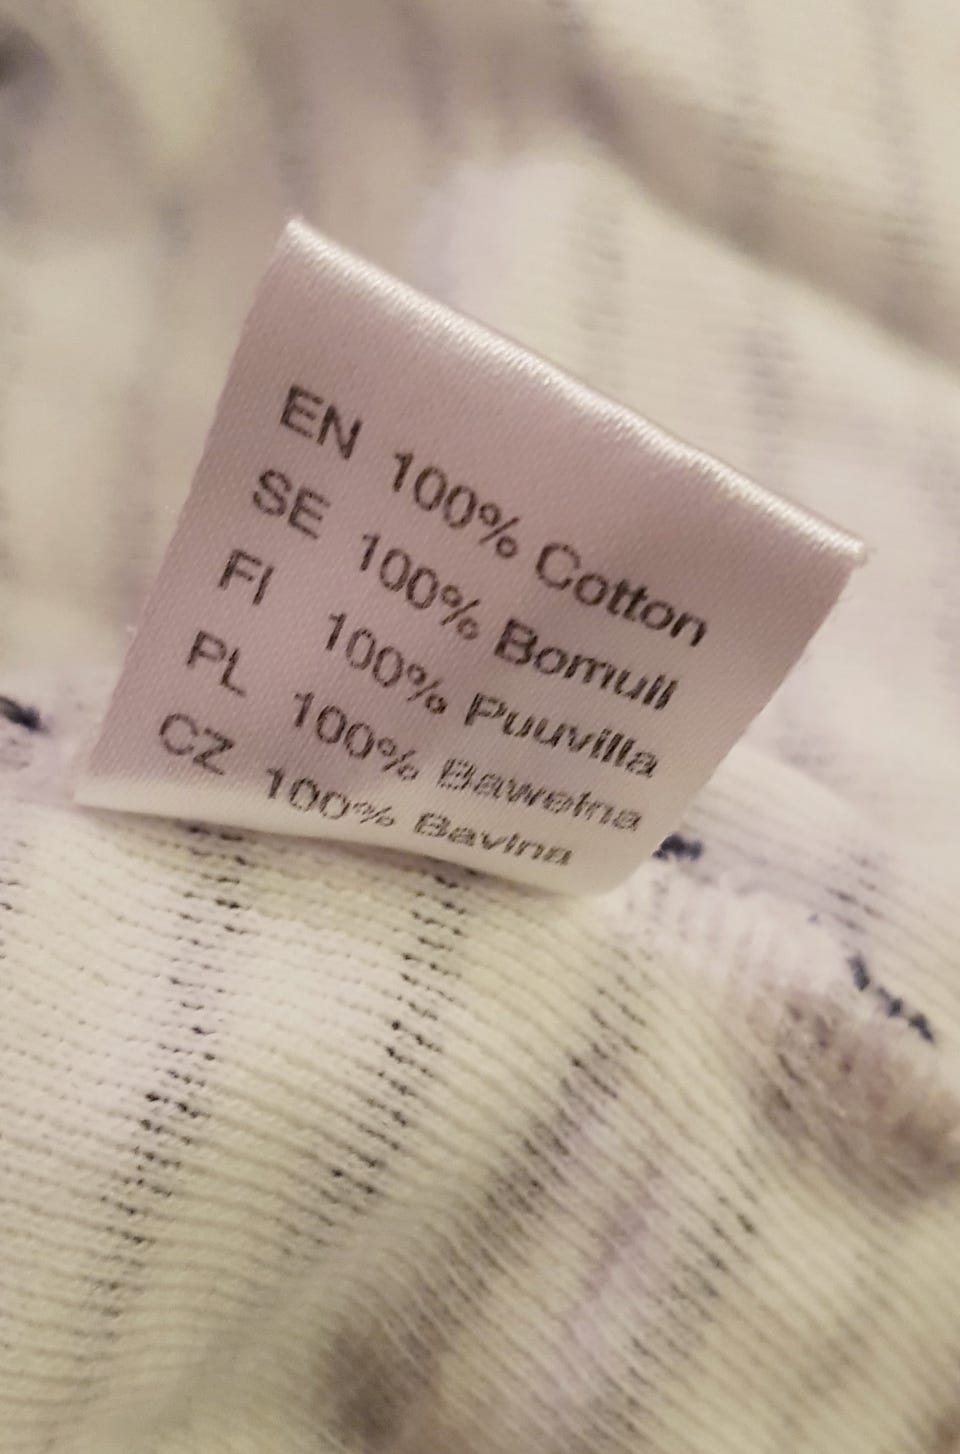 EN 100% Cotton
SE 100% Bomull
FI 100% Puuvilla
PL 100% Bawełna
CZ 100% Bavlna